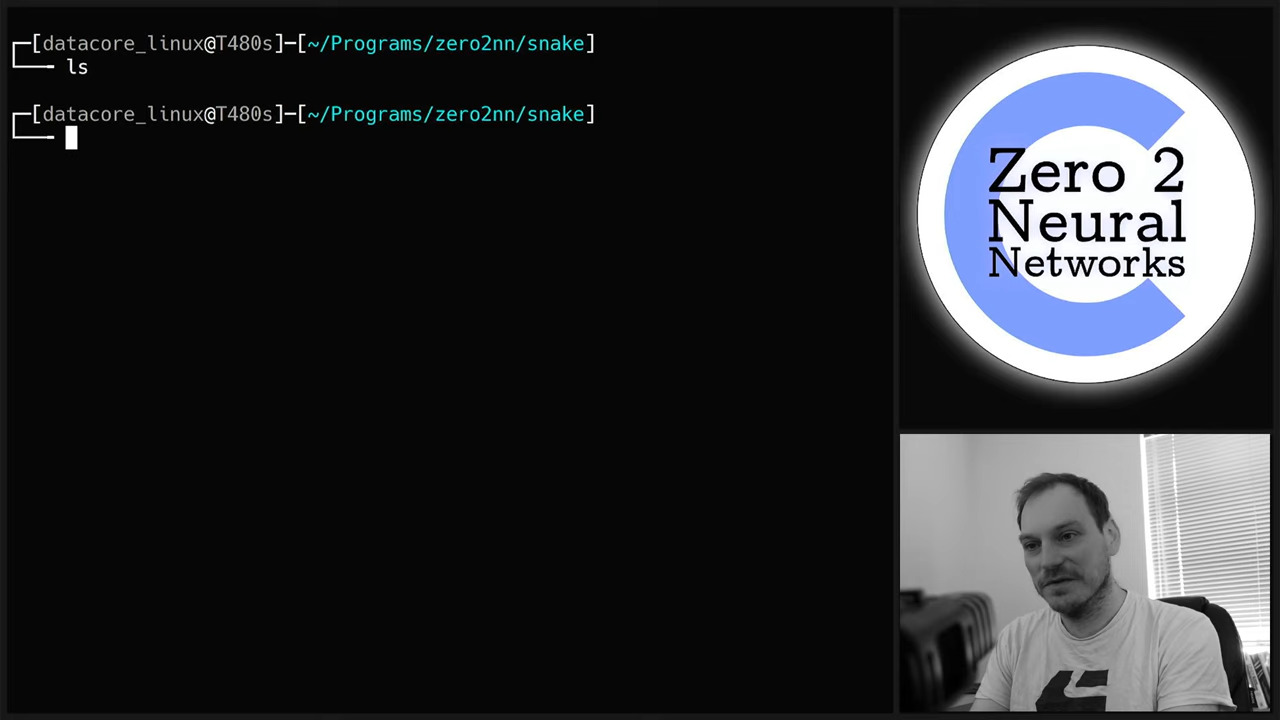 ┌─[datacore_linux@T480s]─[~/Programs/zero2nn/snake]
└── ls
┌─[datacore_linux@T480s]─[~/Programs/zero2nn/snake]
└──
Zero 2
Neural
Networks